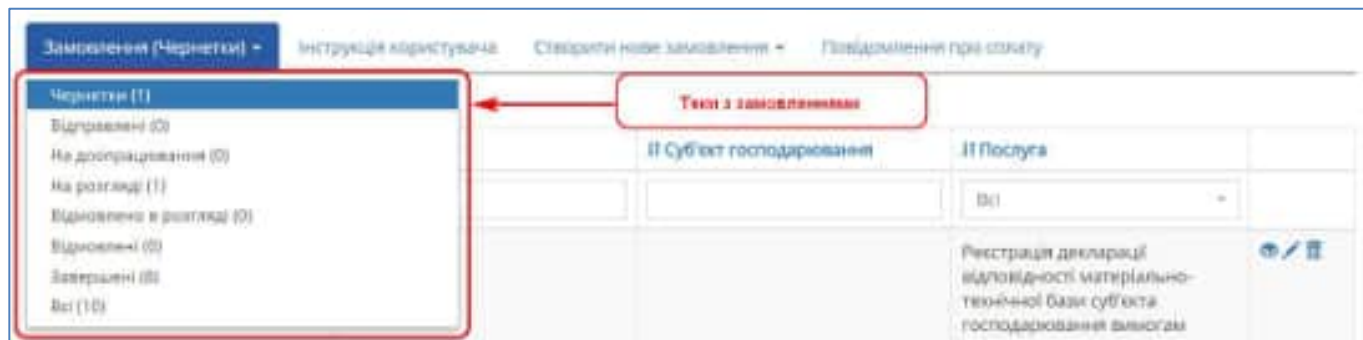 Замовлення (Чернетки) Інструкція користувача Створити нове замовлення Повідомлення про сплату
Чернетки (1)
Відправлені (0)
На доопрацювання (0)
На розгляді (1)
Відмовлено в розгляді (0)
Відмовлені (0)
Завершені (8)
Всі (10)
Теки з замовленнями
Суб'єкт господарювання Послуга
Всі
Реєстрація декларації
відповідності матеріально-
технічної бази суб'єкта
господарювання вимогам